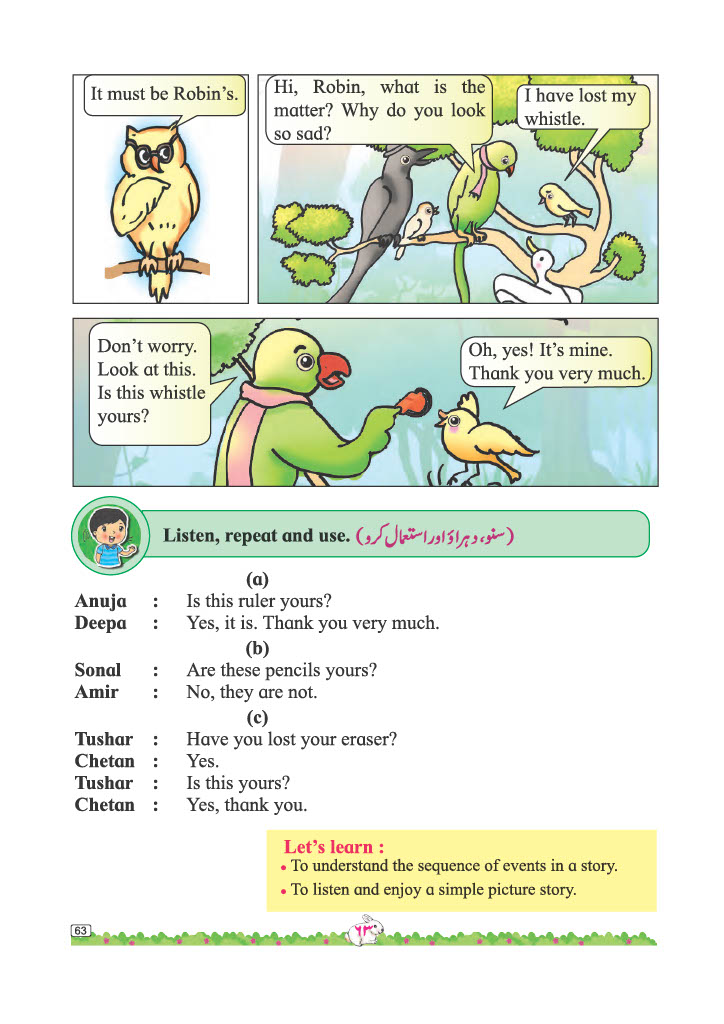 It must be Robin's.
Hi, Robin, what is the
matter? Why do you look
so sad?
I have lost my
whistle.
Don't worry.
Look at this.
Is this whistle
yours?
Oh, yes! It's mine.
Thank you very much.
Listen, repeat and use. (سنو، دہراؤ اور استعمال کرو)
(a)
Anuja : Is this ruler yours?
Deepa : Yes, it is. Thank you very much.
(b)
Sonal : Are these pencils yours?
Amir : No, they are not.
(c)
Tushar : Have you lost your eraser?
Chetan : Yes.
Tushar : Is this yours?
Chetan : Yes, thank you.
Let's learn :
• To understand the sequence of events in a story.
• To listen and enjoy a simple picture story.
63
۶۳